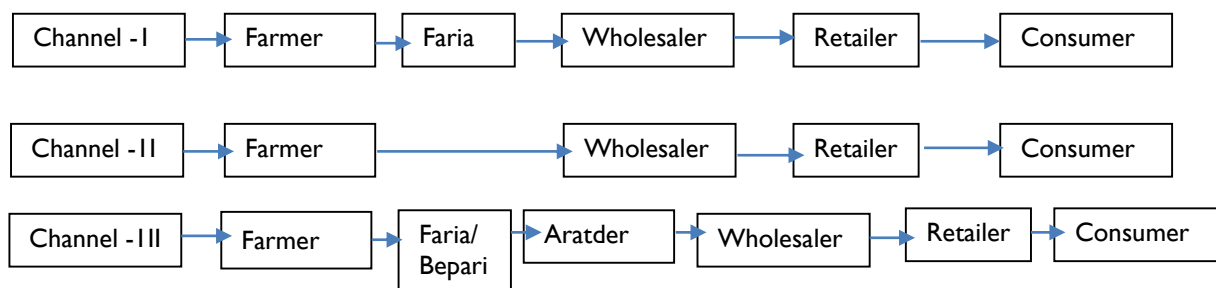 Channel -I Farmer Faria Wholesaler Retailer Consumer
Channel -II Farmer Wholesaler Retailer Consumer
Channel -III Farmer Faria/ Aratder Wholesaler Retailer Consumer
Bepari